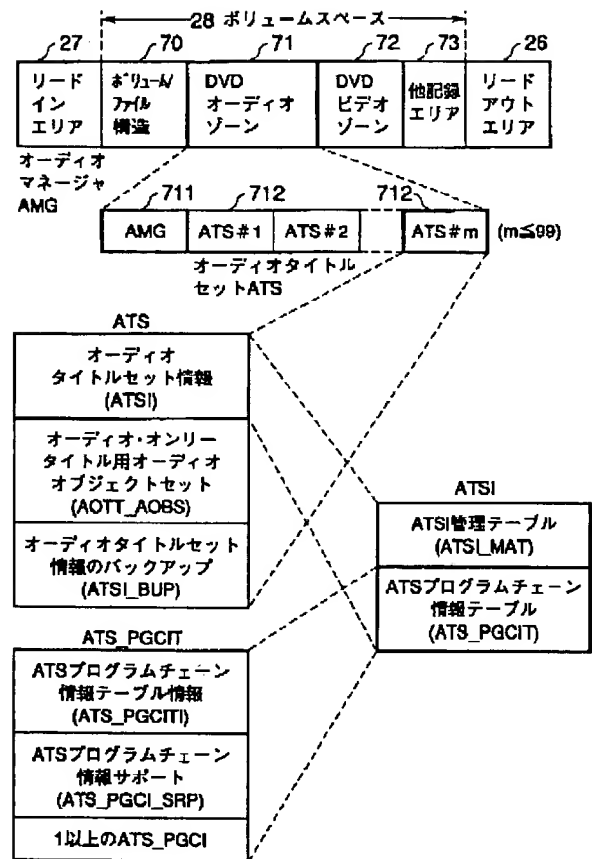 28 ボリュームスペース
27
70
71
72
73
26
リード
イン
エリア
ボリューム/
ファイル
構造
DVD
オーディオ
ゾーン
DVD
ビデオ
ゾーン
他記録
エリア
リード
アウト
エリア
オーディオ
マネージャ
AMG
711
712
712
AMG
ATS#1
ATS#2
ATS#m
(m≦99)
オーディオタイトル
セットATS
ATS
オーディオ
タイトルセット情報
(ATSI)
オーディオ・オンリー
タイトル用オーディオ
オブジェクトセット
(AOTT_AOBS)
オーディオタイトルセット
情報のバックアップ
(ATSI_BUP)
ATSI
ATSI管理テーブル
(ATSI_MAT)
ATSプログラムチェーン
情報テーブル
(ATS_PGCIT)
ATS_PGCIT
ATSプログラムチェーン
情報テーブル情報
(ATS_PGCITI)
ATSプログラムチェーン
情報サポート
(ATS_PGCI_SRP)
1以上のATS_PGCI